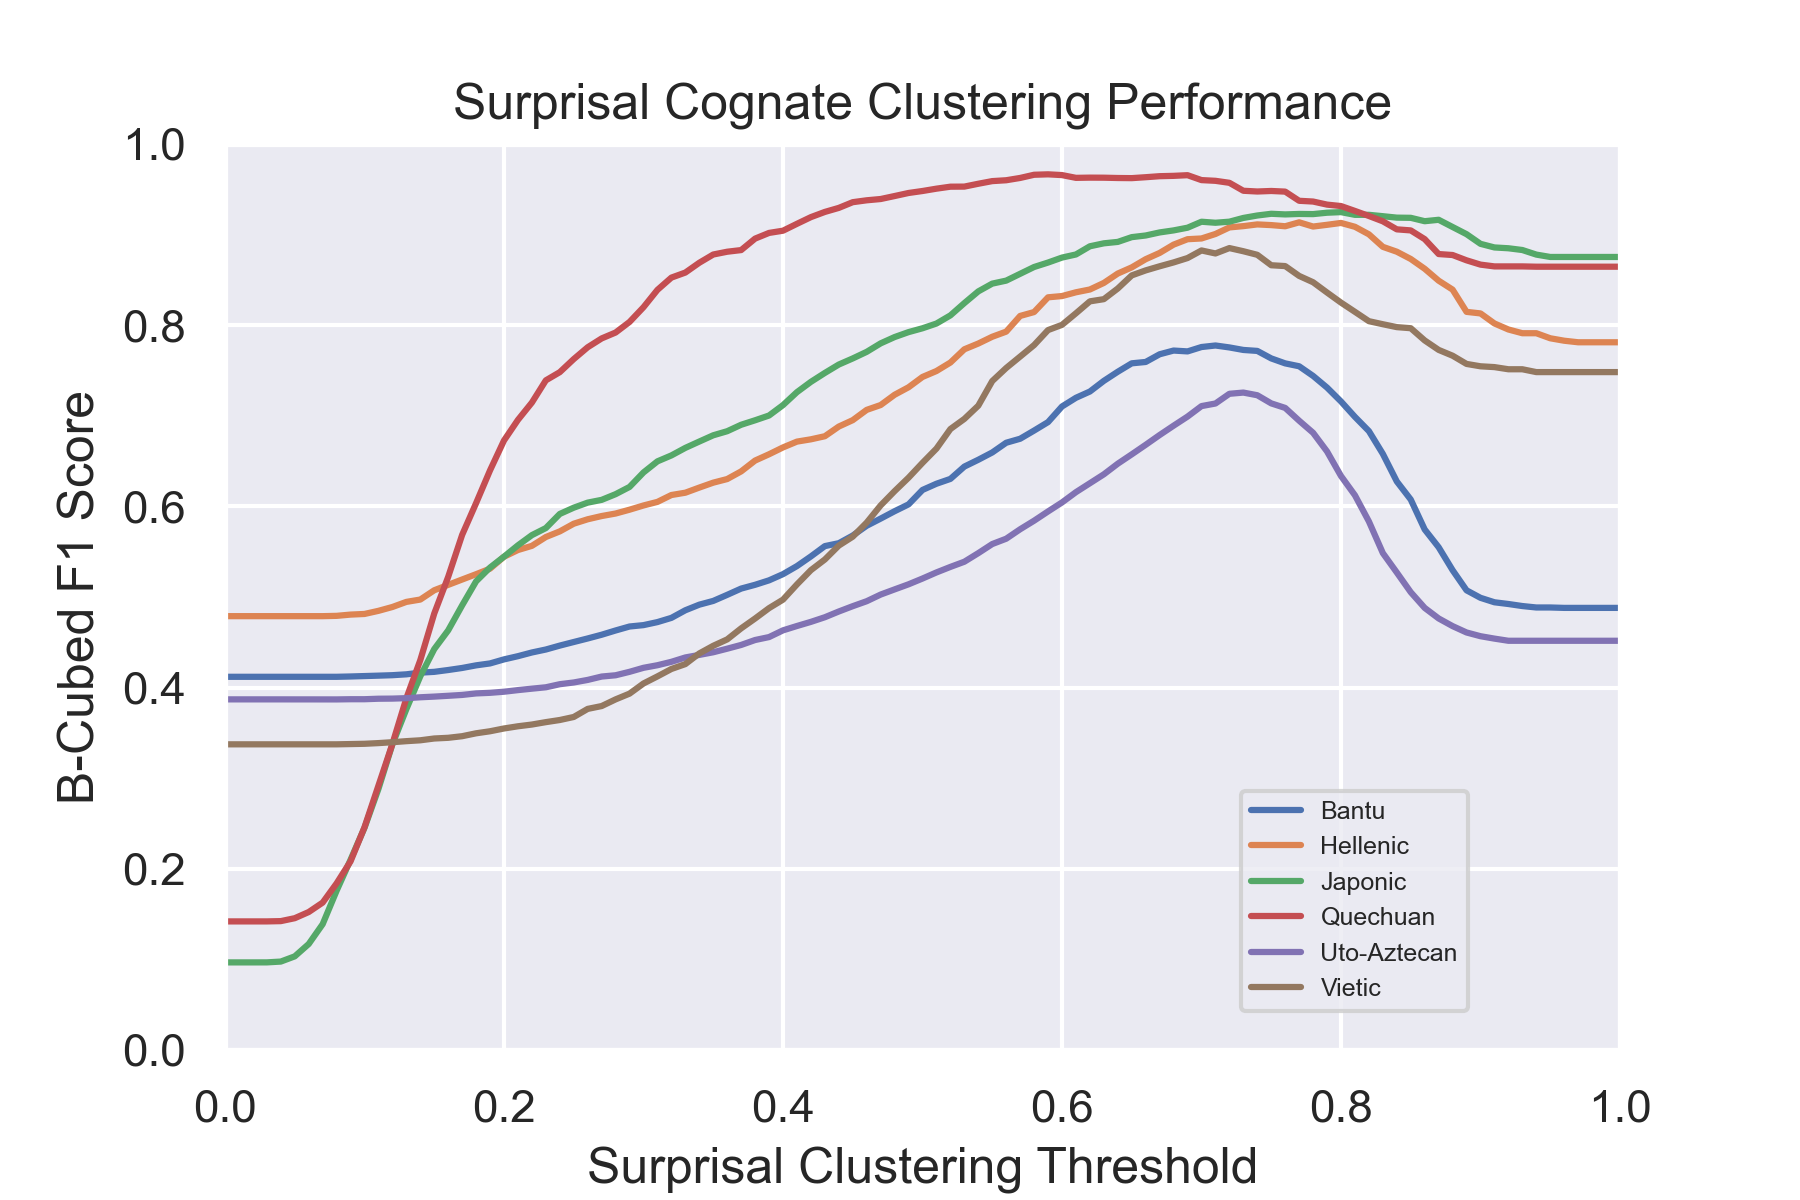 Surprisal Cognate Clustering Performance
1.0
0.8
0.6
0.4
0.2
0.0
B-Cubed F1 Score
Bantu
Hellenic
Japonic
Quechuan
Uto-Aztecan
Vietic
0.0 0.2 0.4 0.6 0.8 1.0
Surprisal Clustering Threshold